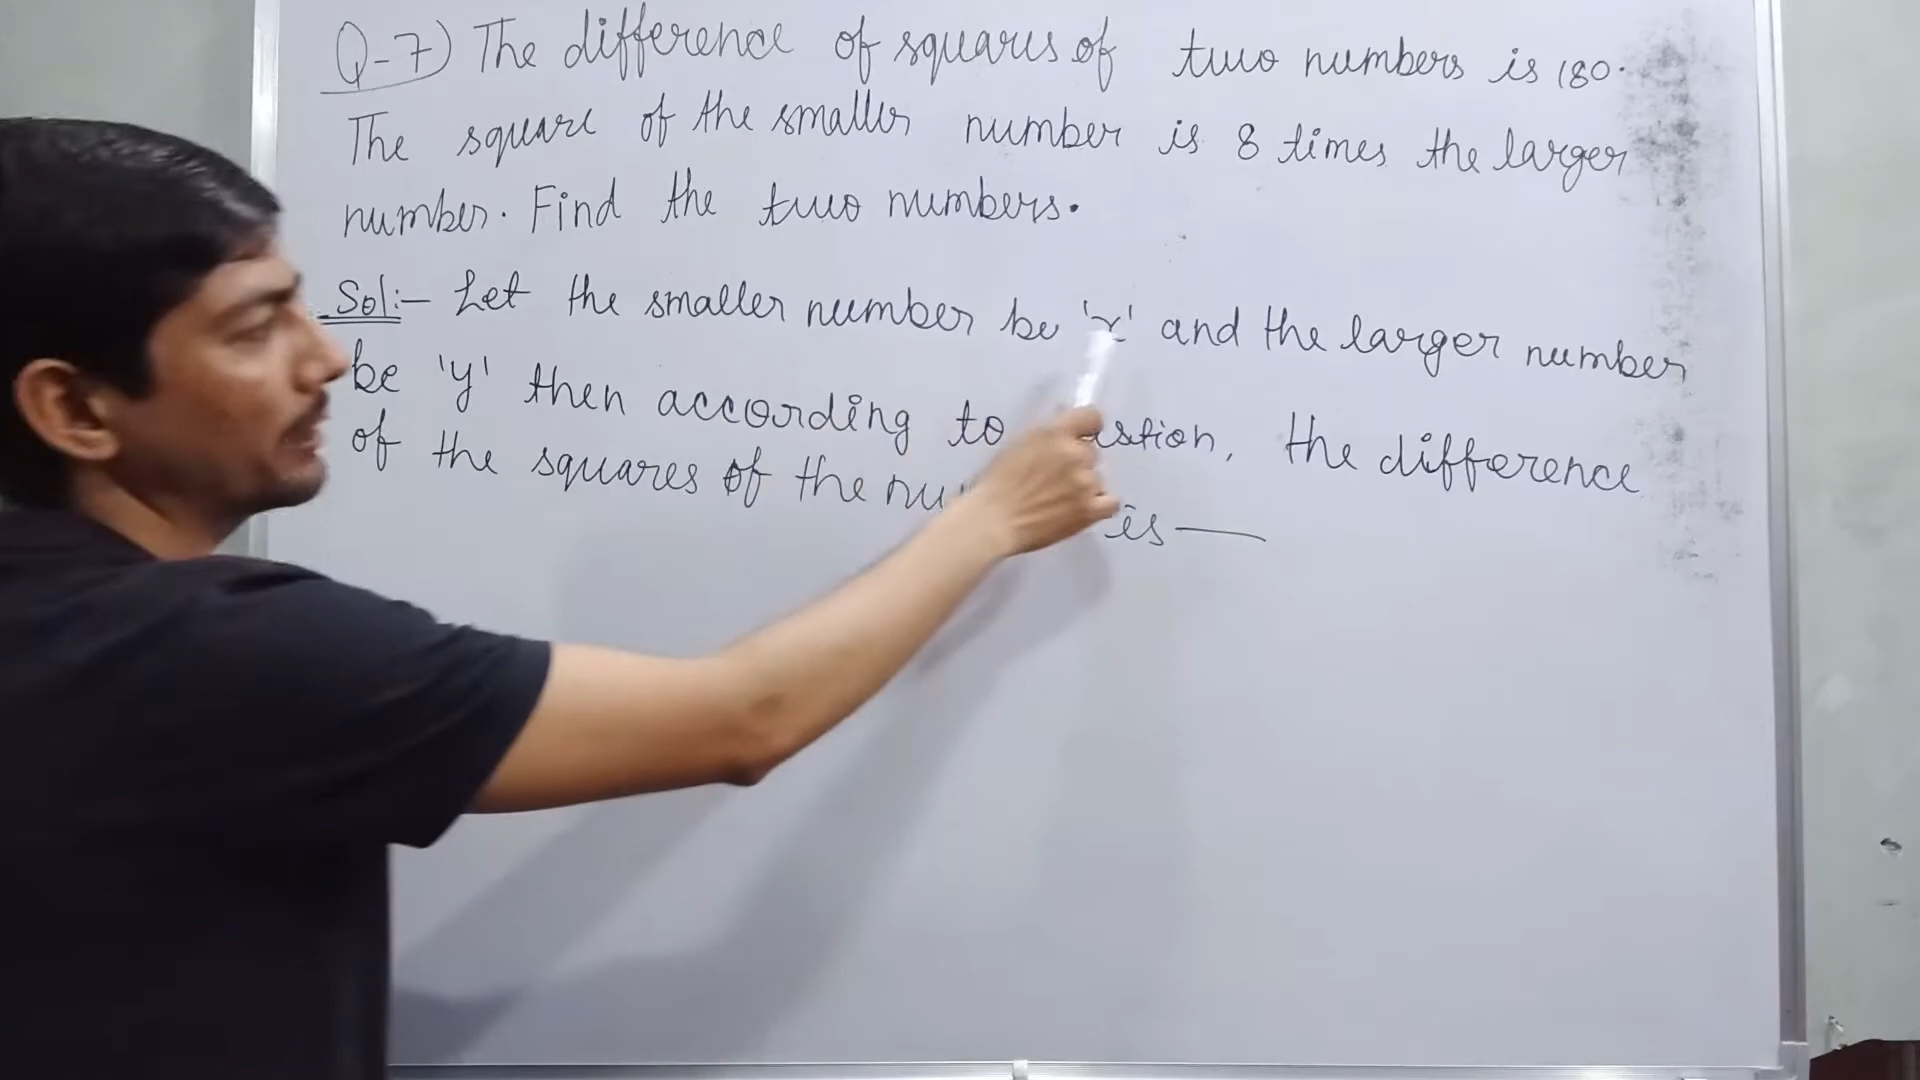 Q-7) The difference of squares of two numbers is 180.
The square of the smaller number is 8 times the larger
number. Find the two numbers.
Sol:- Let the smaller number be 'x' and the larger number
be 'y' then according to the difference
of the squares of the is —